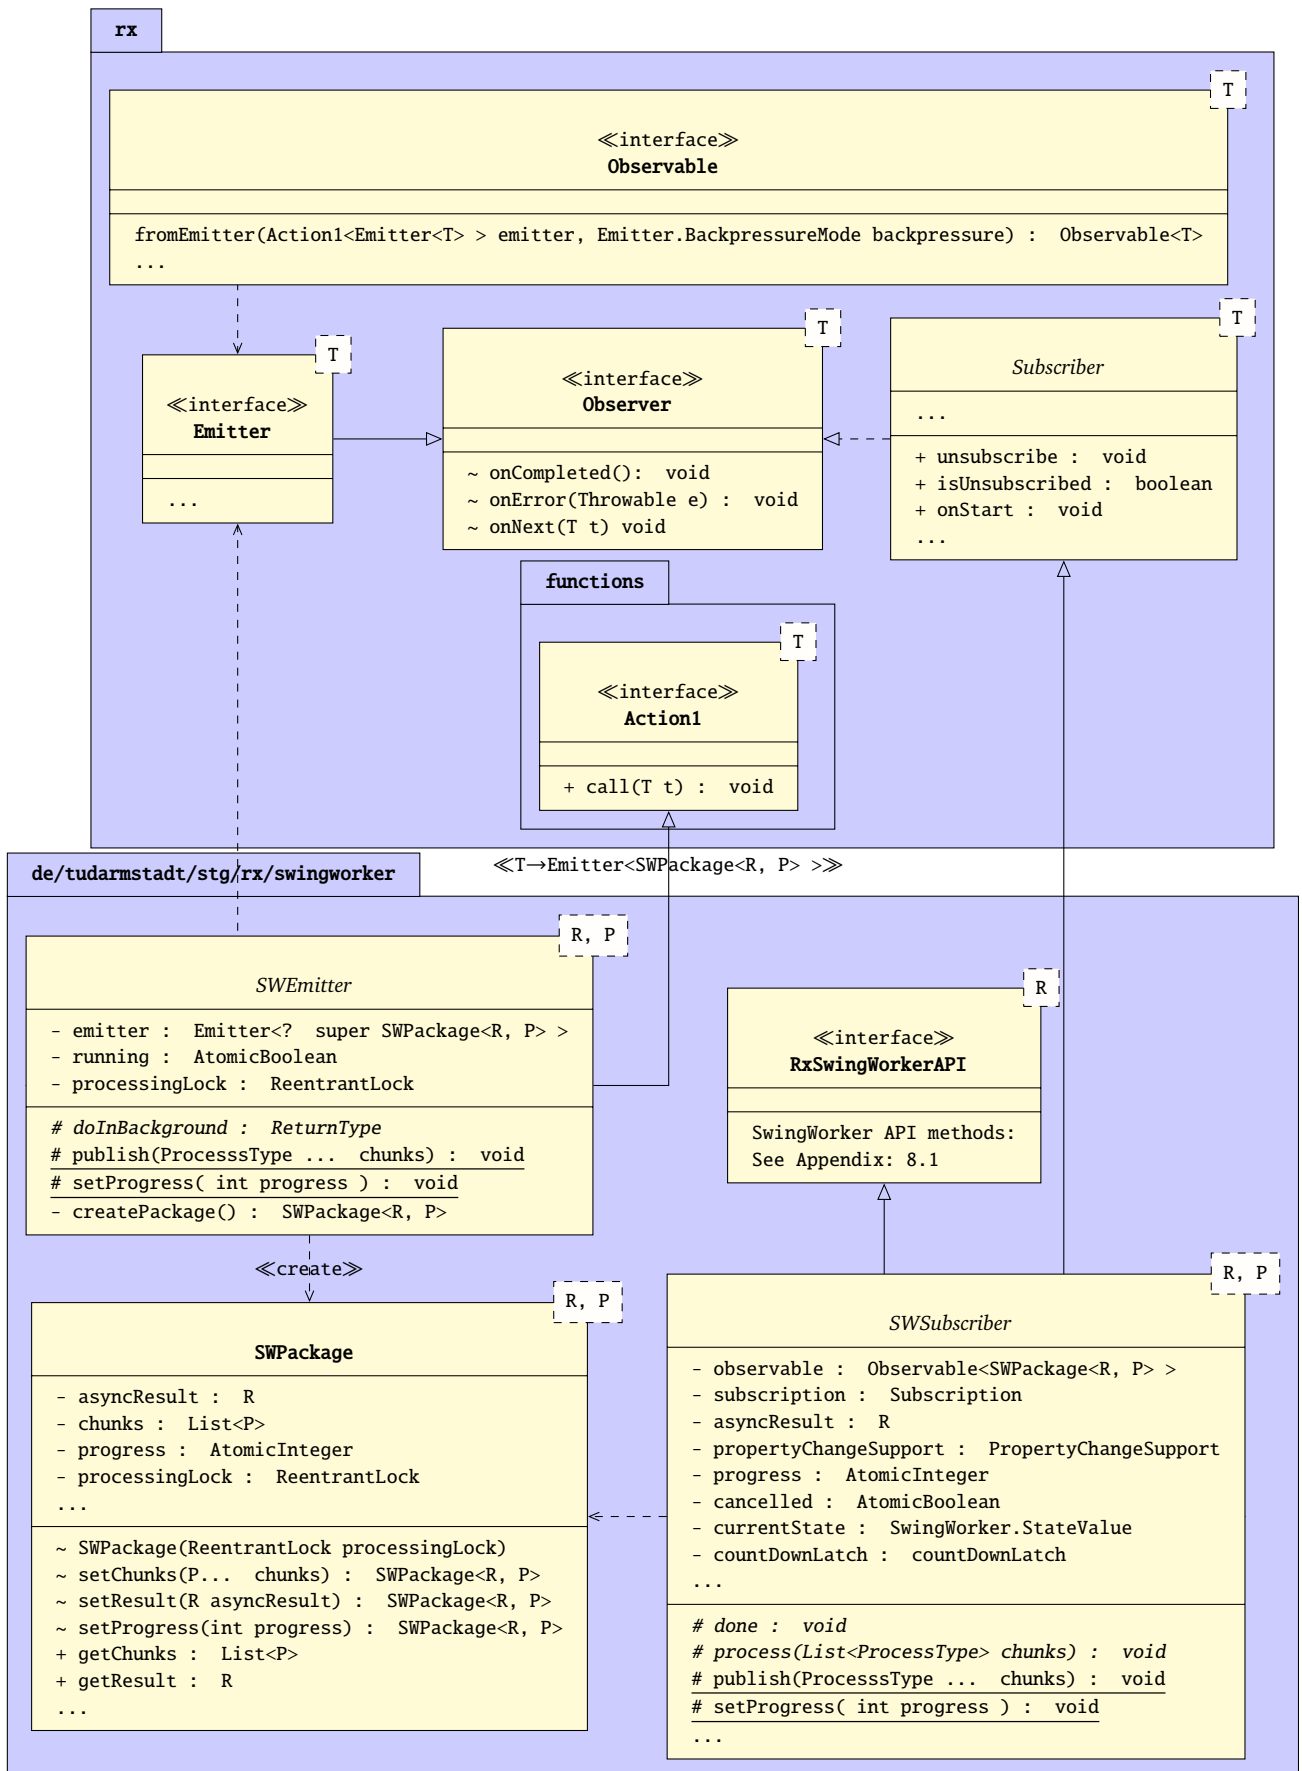 rx
T
≪interface≫
Observable
fromEmitter(Action1<Emitter<T> > emitter, Emitter.BackpressureMode backpressure) : Observable<T>
...
T
≪interface≫
Emitter
...
T
≪interface≫
Observer
~ onCompleted(): void
~ onError(Throwable e) : void
~ onNext(T t) void
T
Subscriber
...
+ unsubscribe : void
+ isUnsubscribed : boolean
+ onStart : void
...
functions
T
≪interface≫
Action1
+ call(T t) : void
≪T→Emitter<SWPackage<R, P> >≫
de/tudarmstadt/stg/rx/swingworker
R, P
SWEmitter
- emitter : Emitter<? super SWPackage<R, P> >
- running : AtomicBoolean
- processingLock : ReentrantLock
# doInBackground : ReturnType
# publish(ProcesssType ... chunks) : void
# setProgress( int progress ) : void
- createPackage() : SWPackage<R, P>
R
≪interface≫
RxSwingWorkerAPI
SwingWorker API methods:
See Appendix: 8.1
≪create≫
R, P
SWPackage
- asyncResult : R
- chunks : List<P>
- progress : AtomicInteger
- processingLock : ReentrantLock
...
~ SWPackage(ReentrantLock processingLock)
~ setChunks(P... chunks) : SWPackage<R, P>
~ setResult(R asyncResult) : SWPackage<R, P>
~ setProgress(int progress) : SWPackage<R, P>
+ getChunks : List<P>
+ getResult : R
...
R, P
SWSubscriber
- observable : Observable<SWPackage<R, P> >
- subscription : Subscription
- asyncResult : R
- propertyChangeSupport : PropertyChangeSupport
- progress : AtomicInteger
- cancelled : AtomicBoolean
- currentState : SwingWorker.StateValue
- countDownLatch : countDownLatch
...
# done : void
# process(List<ProcessType> chunks) : void
# publish(ProcesssType ... chunks) : void
# setProgress( int progress ) : void
...